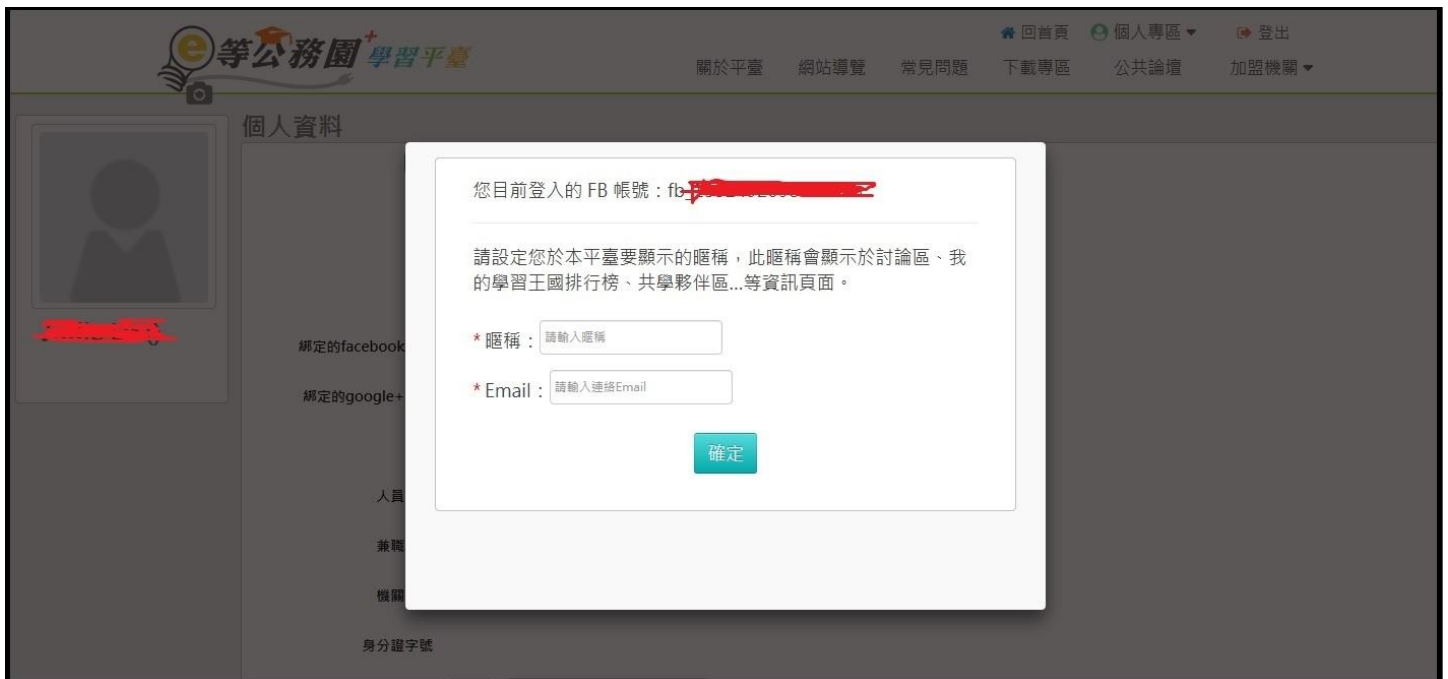 e等公務園+學習平臺
回首頁 個人專區 登出
關於平臺 網站導覽 常見問題 下載專區 公共論壇 加盟機關
個人資料
您目前登入的 FB 帳號：fb_
請設定您於本平臺要顯示的暱稱，此暱稱會顯示於討論區、我
的學習王國排行榜、共學夥伴區...等資訊頁面。
* 暱稱： 請輸入暱稱
* Email： 請輸入連絡Email
確定
綁定的facebook
綁定的google+
人員
兼職
機關
身分證字號